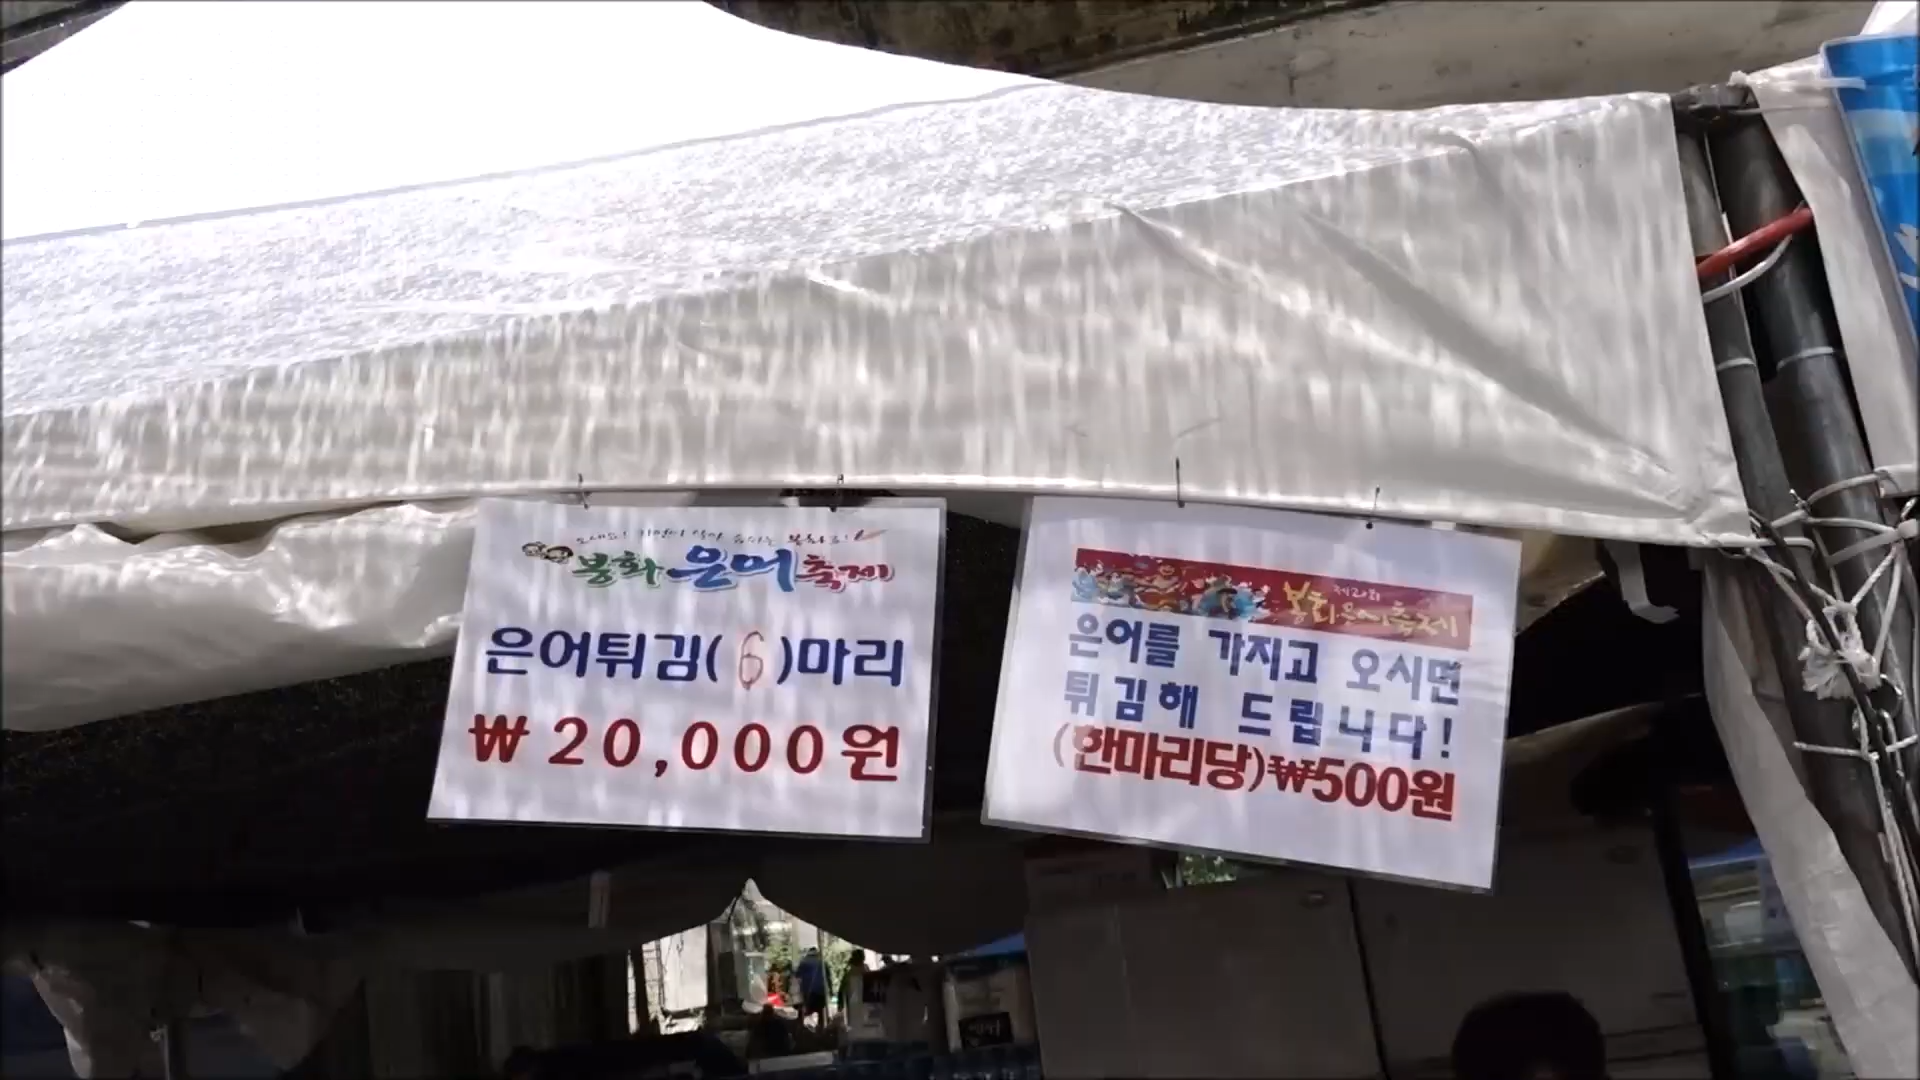 봉화은어축제
은어튀김(6)마리
₩20,000원
봉화은어축제
은어를 가지고 오시면
튀김해 드립니다!
(한마리당)₩500원